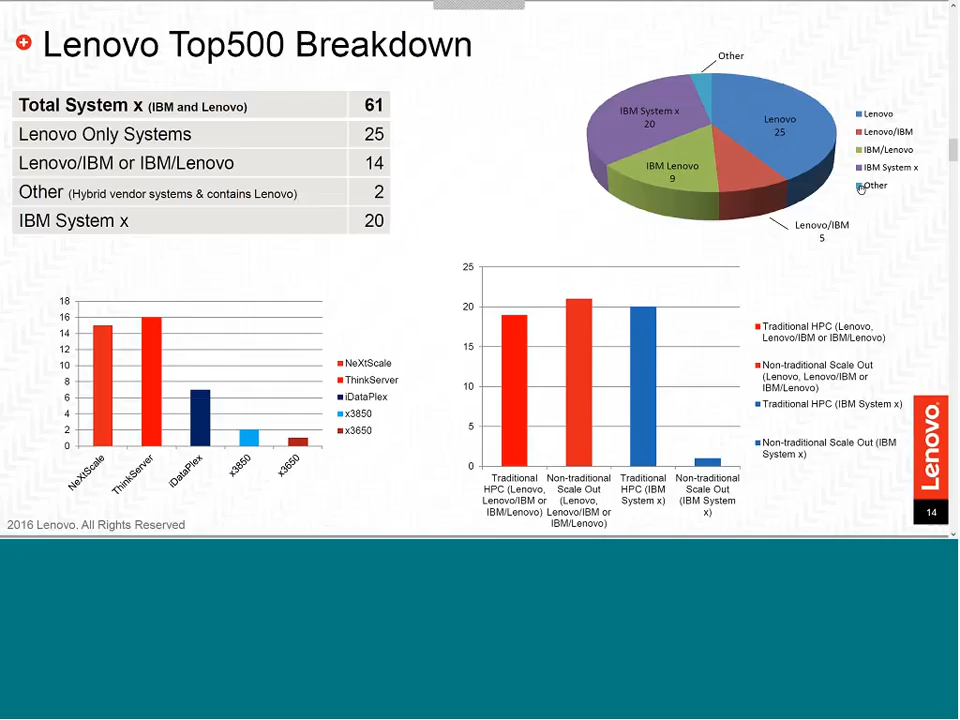 Lenovo Top500 Breakdown
Total System x (IBM and Lenovo) 61
Lenovo Only Systems 25
Lenovo/IBM or IBM/Lenovo 14
Other (Hybrid vendor systems & contains Lenovo) 2
IBM System x 20
Other
IBM System x
20
Lenovo
25
IBM Lenovo
9
Lenovo/IBM
5
Lenovo
Lenovo/IBM
IBM/Lenovo
IBM System x
Other
18
16
14
12
10
8
6
4
2
0
NeXtScale
ThinkServer
iDataPlex
x3850
x3650
NeXtScale
ThinkServer
iDataPlex
x3850
x3650
25
20
15
10
5
0
Traditional
HPC (Lenovo,
Lenovo/IBM or
IBM/Lenovo)
Non-traditional
Scale Out
(Lenovo,
Lenovo/IBM or
IBM/Lenovo)
Traditional
HPC (IBM
System x)
Non-traditional
Scale Out
(IBM System
x)
Traditional HPC (Lenovo,
Lenovo/IBM or IBM/Lenovo)
Non-traditional Scale Out
(Lenovo, Lenovo/IBM or
IBM/Lenovo)
Traditional HPC (IBM System x)
Non-traditional Scale Out (IBM
System x)
Lenovo
14
2016 Lenovo. All Rights Reserved